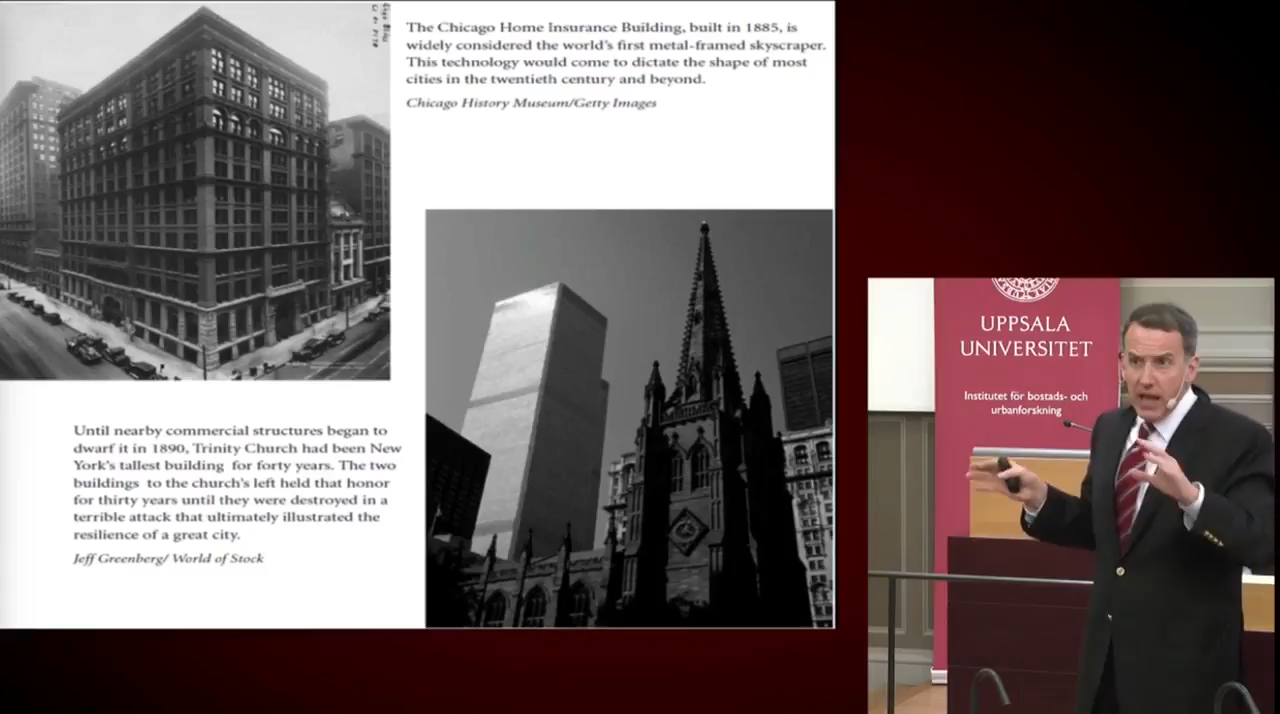 The Chicago Home Insurance Building, built in 1885, is
widely considered the world's first metal-framed skyscraper.
This technology would come to dictate the shape of most
cities in the twentieth century and beyond.
Chicago History Museum/Getty Images
Until nearby commercial structures began to
dwarf it in 1890, Trinity Church had been New
York's tallest building for forty years. The two
buildings to the church's left held that honor
for thirty years until they were destroyed in a
terrible attack that ultimately illustrated the
resilience of a great city.
Jeff Greenberg/ World of Stock
UPPSALA
UNIVERSITET
Institutet för bostads- och
urbanforskning